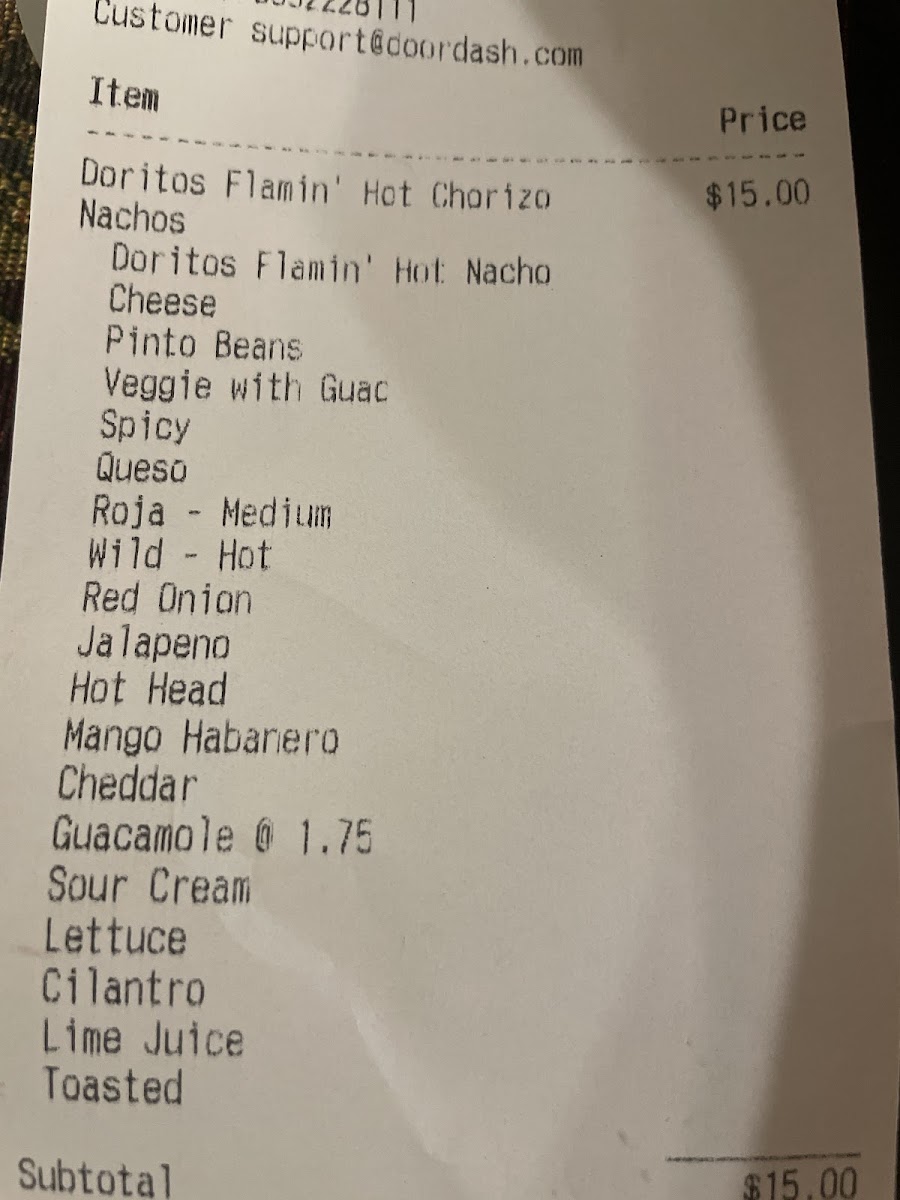 Customer support@doordash.com
Item Price
Doritos Flamin' Hot Chorizo $15.00
Nachos
Doritos Flamin' Hot Nacho
Cheese
Pinto Beans
Veggie with Guac
Spicy
Queso
Roja - Medium
Wild - Hot
Red Onion
Jalapeno
Hot Head
Mango Habanero
Cheddar
Guacamole @ 1.75
Sour Cream
Lettuce
Cilantro
Lime Juice
Toasted
Subtotal $15.00